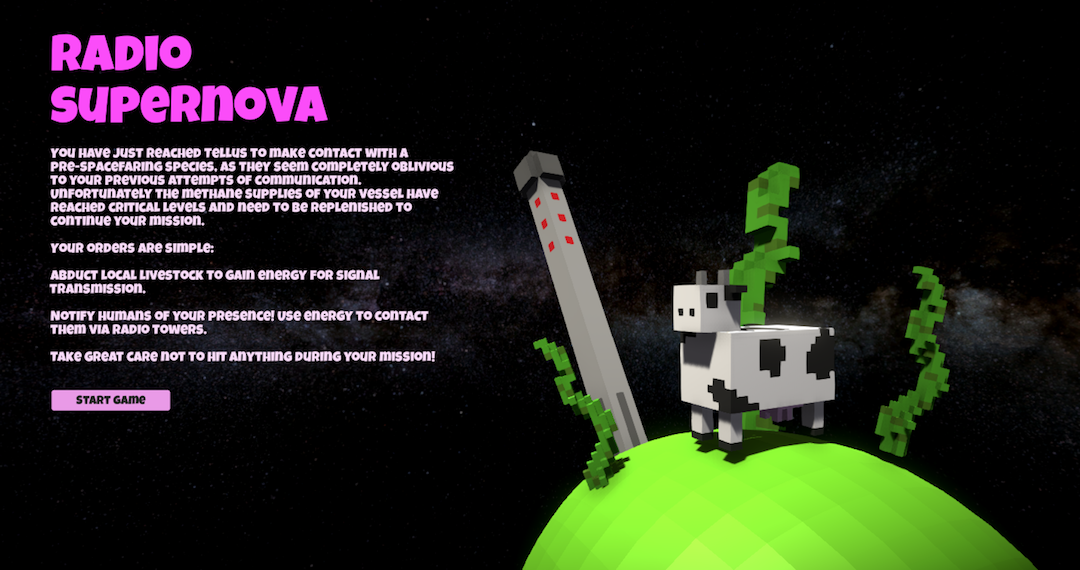 RADIO
SUPERNOVA
YOU HAVE JUST REACHED TELLUS TO MAKE CONTACT WITH A
PRE-SPACEFARING SPECIES, AS THEY SEEM COMPLETELY OBLIVIOUS
TO YOUR PREVIOUS ATTEMPTS OF COMMUNICATION.
UNFORTUNATELY THE METHANE SUPPLIES OF YOUR VESSEL HAVE
REACHED CRITICAL LEVELS AND NEED TO BE REPLENISHED TO
CONTINUE YOUR MISSION.
YOUR ORDERS ARE SIMPLE:
ABDUCT LOCAL LIVESTOCK TO GAIN ENERGY FOR SIGNAL
TRANSMISSION.
NOTIFY HUMANS OF YOUR PRESENCE! USE ENERGY TO CONTACT
THEM VIA RADIO TOWERS.
TAKE GREAT CARE NOT TO HIT ANYTHING DURING YOUR MISSION!
START GAME